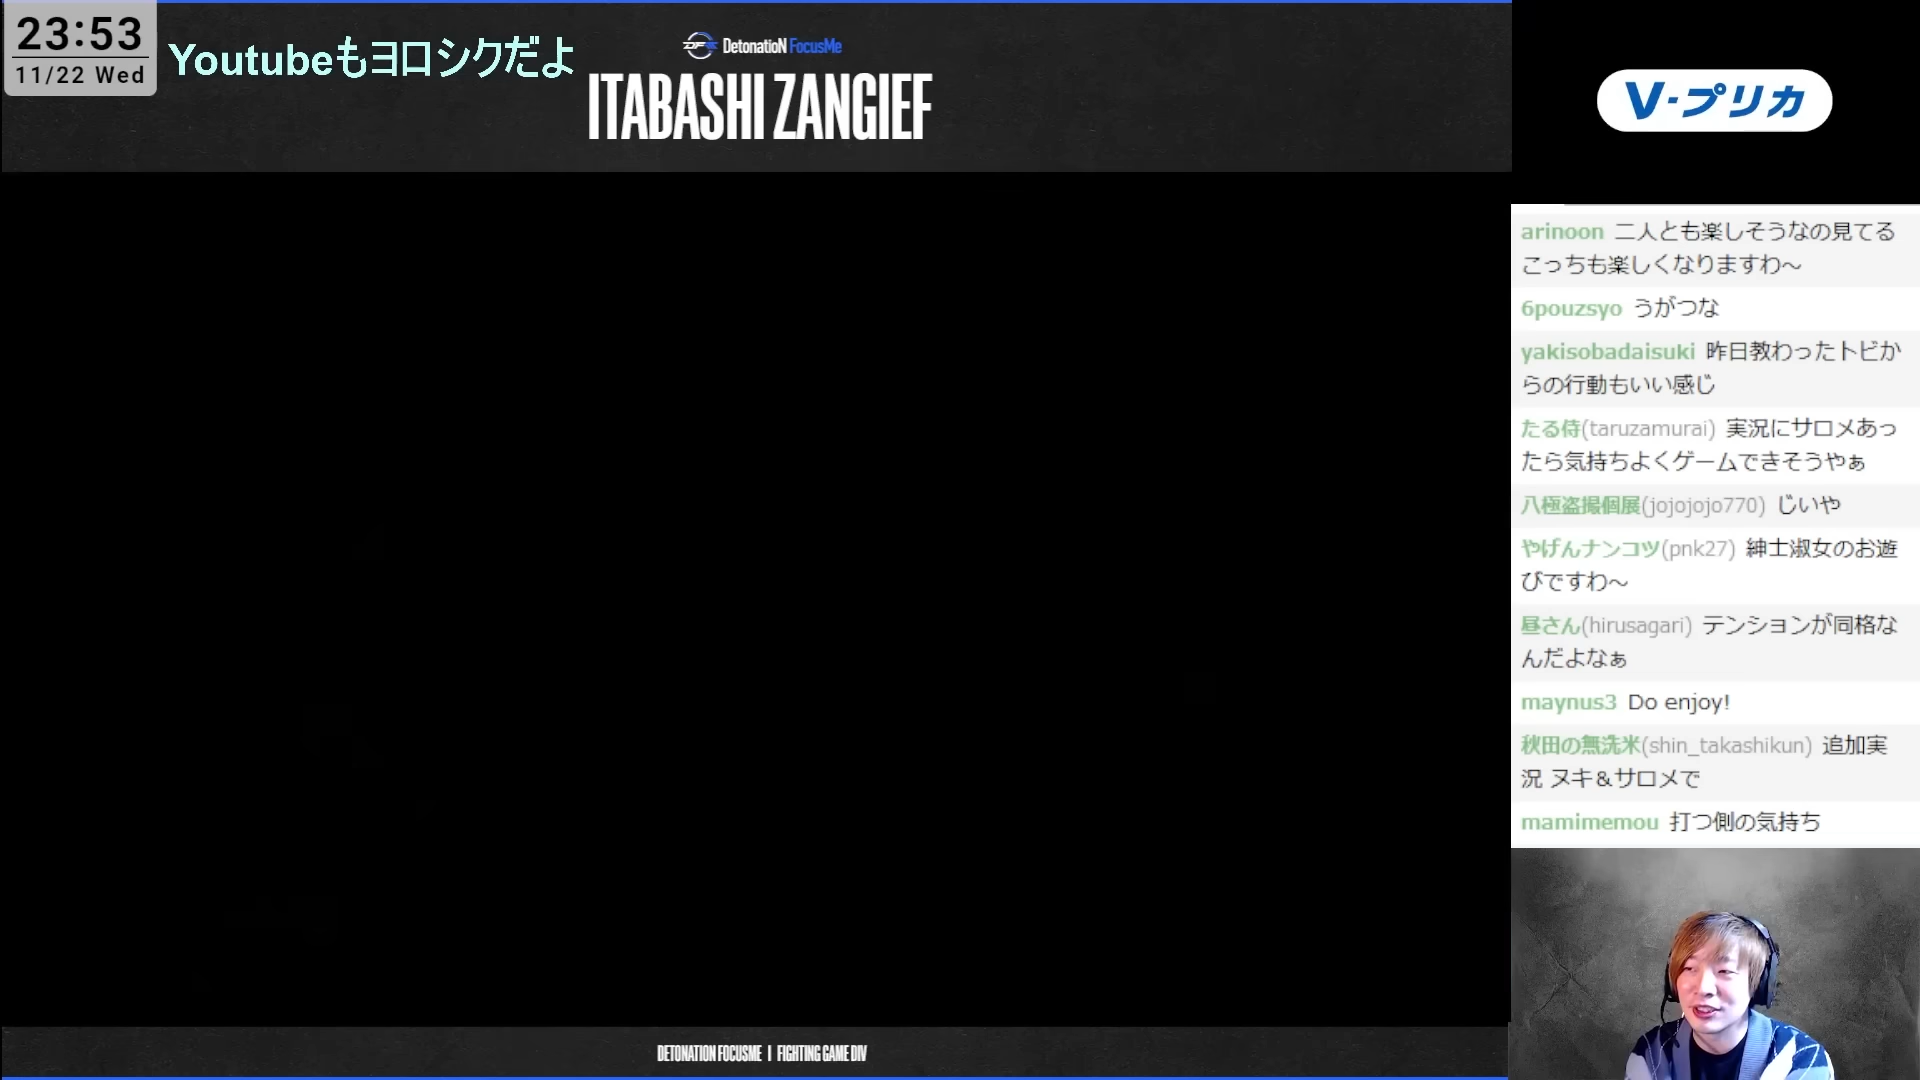 23:53
11/22 Wed
Youtubeもヨロシクだよ
DetonatioN FocusMe
ITABASHI ZANGIEF
V-プリカ
arinoon 二人とも楽しそうなの見てる
こっちも楽しくなりますわ～
6pouzsyo うがつな
yakisobadaisuki 昨日教わったトビか
らの行動もいい感じ
たる侍(taruzamurai) 実況にサロメあっ
たら気持ちよくゲームできそうやぁ
八極盗撮個展(jojojojo770) じいや
やげんナンコツ(pnk27) 紳士淑女のお遊
びですわ～
昼さん(hirusagari) テンションが同格な
んだよなぁ
maynus3 Do enjoy!
秋田の無洗米(shin_takashikun) 追加実
況 ヌキ＆サロメで
mamimemou 打つ側の気持ち
DETONATION FOCUSME | FIGHTING GAME DIV